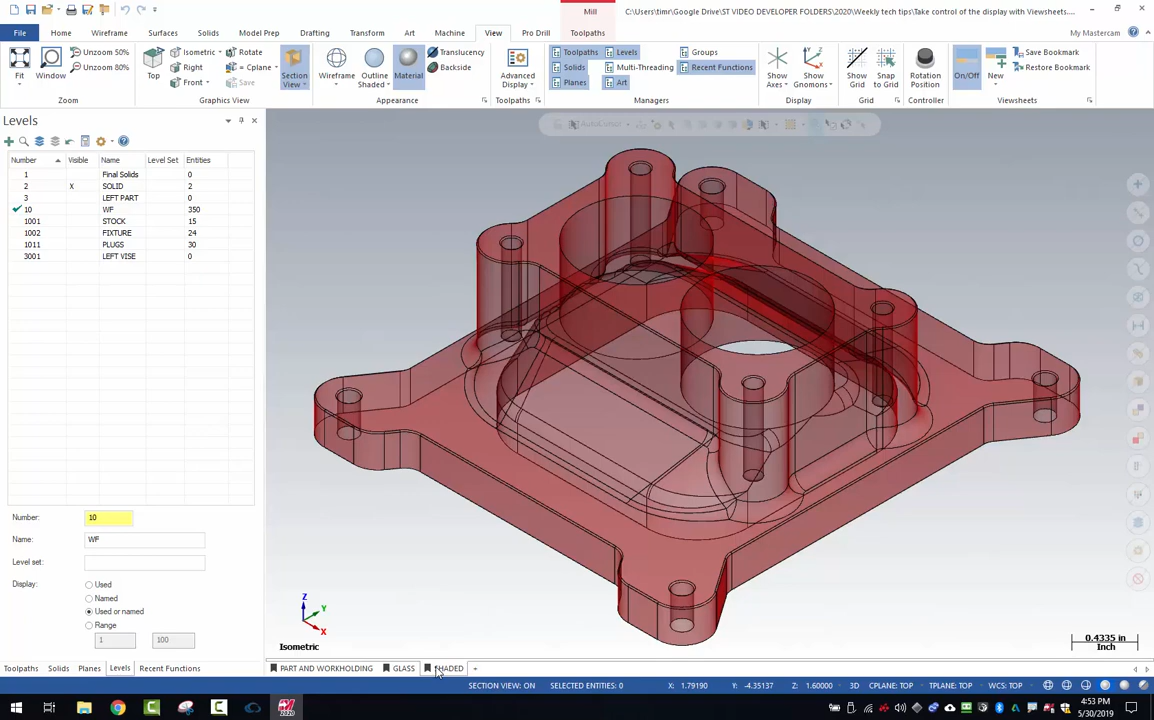 Mill
C:\Users\timr\Google Drive\ST VIDEO DEVELOPER FOLDERS\2020\Weekly tech tips\Take control of the display with Viewsheets....
File Home Wireframe Surfaces Solids Model Prep Drafting Transform Art Machine View Pro Drill Toolpaths My Mastercam
Fit Window Unzoom 50% Unzoom 80%
Zoom
Top Isometric Right Front Rotate = Cplane Save Section View
Graphics View
Wireframe Outline Shaded Material Translucency Backside
Appearance
Advanced Display
Toolpaths
Toolpaths Levels Groups
Solids Multi-Threading Recent Functions
Planes Art
Managers
Show Axes Show Gnomons
Display
Show Grid Snap to Grid
Grid
Rotation Position
Controller
On/Off New Save Bookmark Restore Bookmark
Viewsheets
Levels
AutoCursor
Number Visible Name Level Set Entities
1 Final Solids 0
2 X SOLID 2
3 LEFT PART 0
10 WF 350
1001 STOCK 15
1002 FIXTURE 24
1011 PLUGS 30
3001 LEFT VISE 0
Number: 10
Name: WF
Level set:
Display: Used
Named
Used or named
Range
1 100
Z
Y
X
Isometric
0.4335 in
Inch
Toolpaths Solids Planes Levels Recent Functions
PART AND WORKHOLDING GLASS SHADED
SECTION VIEW: ON SELECTED ENTITIES: 0 X: 1.79190 Y: -4.35137 Z: 1.60000 3D CPLANE: TOP TPLANE: TOP WCS: TOP
2020
4:53 PM
5/30/2019